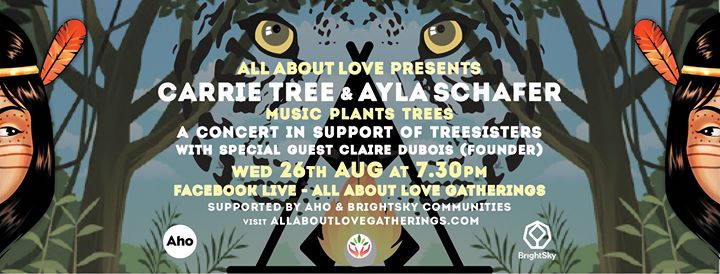 ALL ABOUT LOVE PRESENTS
CARRIE TREE & AYLA SCHAFER
MUSIC PLANTS TREES
A CONCERT IN SUPPORT OF TREESISTERS
WITH SPECIAL GUEST CLAIRE DUBOIS (FOUNDER)
WED 26TH AUG AT 7.30PM
FACEBOOK LIVE - ALL ABOUT LOVE GATHERINGS
SUPPORTED BY AHO & BRIGHTSKY COMMUNITIES
VISIT ALLABOUTLOVEGATHERINGS.COM
Aho
BrightSky